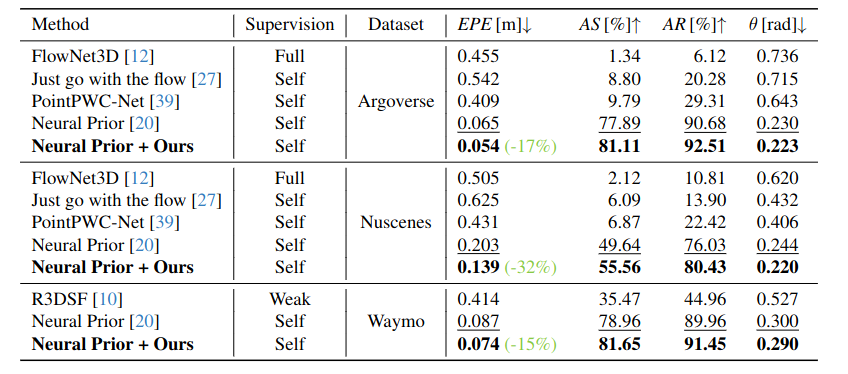 Method Supervision Dataset EPE [m]↓ AS [%]↑ AR [%]↑ θ [rad]↓
FlowNet3D [12] Full 0.455 1.34 6.12 0.736
Just go with the flow [27] Self 0.542 8.80 20.28 0.715
PointPWC-Net [39] Self Argoverse 0.409 9.79 29.31 0.643
Neural Prior [20] Self 0.065 77.89 90.68 0.230
Neural Prior + Ours Self 0.054 (-17%) 81.11 92.51 0.223
FlowNet3D [12] Full 0.505 2.12 10.81 0.620
Just go with the flow [27] Self 0.625 6.09 13.90 0.432
PointPWC-Net [39] Self Nuscenes 0.431 6.87 22.42 0.406
Neural Prior [20] Self 0.203 49.64 76.03 0.244
Neural Prior + Ours Self 0.139 (-32%) 55.56 80.43 0.220
R3DSF [10] Weak 0.414 35.47 44.96 0.527
Neural Prior [20] Self Waymo 0.087 78.96 89.96 0.300
Neural Prior + Ours Self 0.074 (-15%) 81.65 91.45 0.290